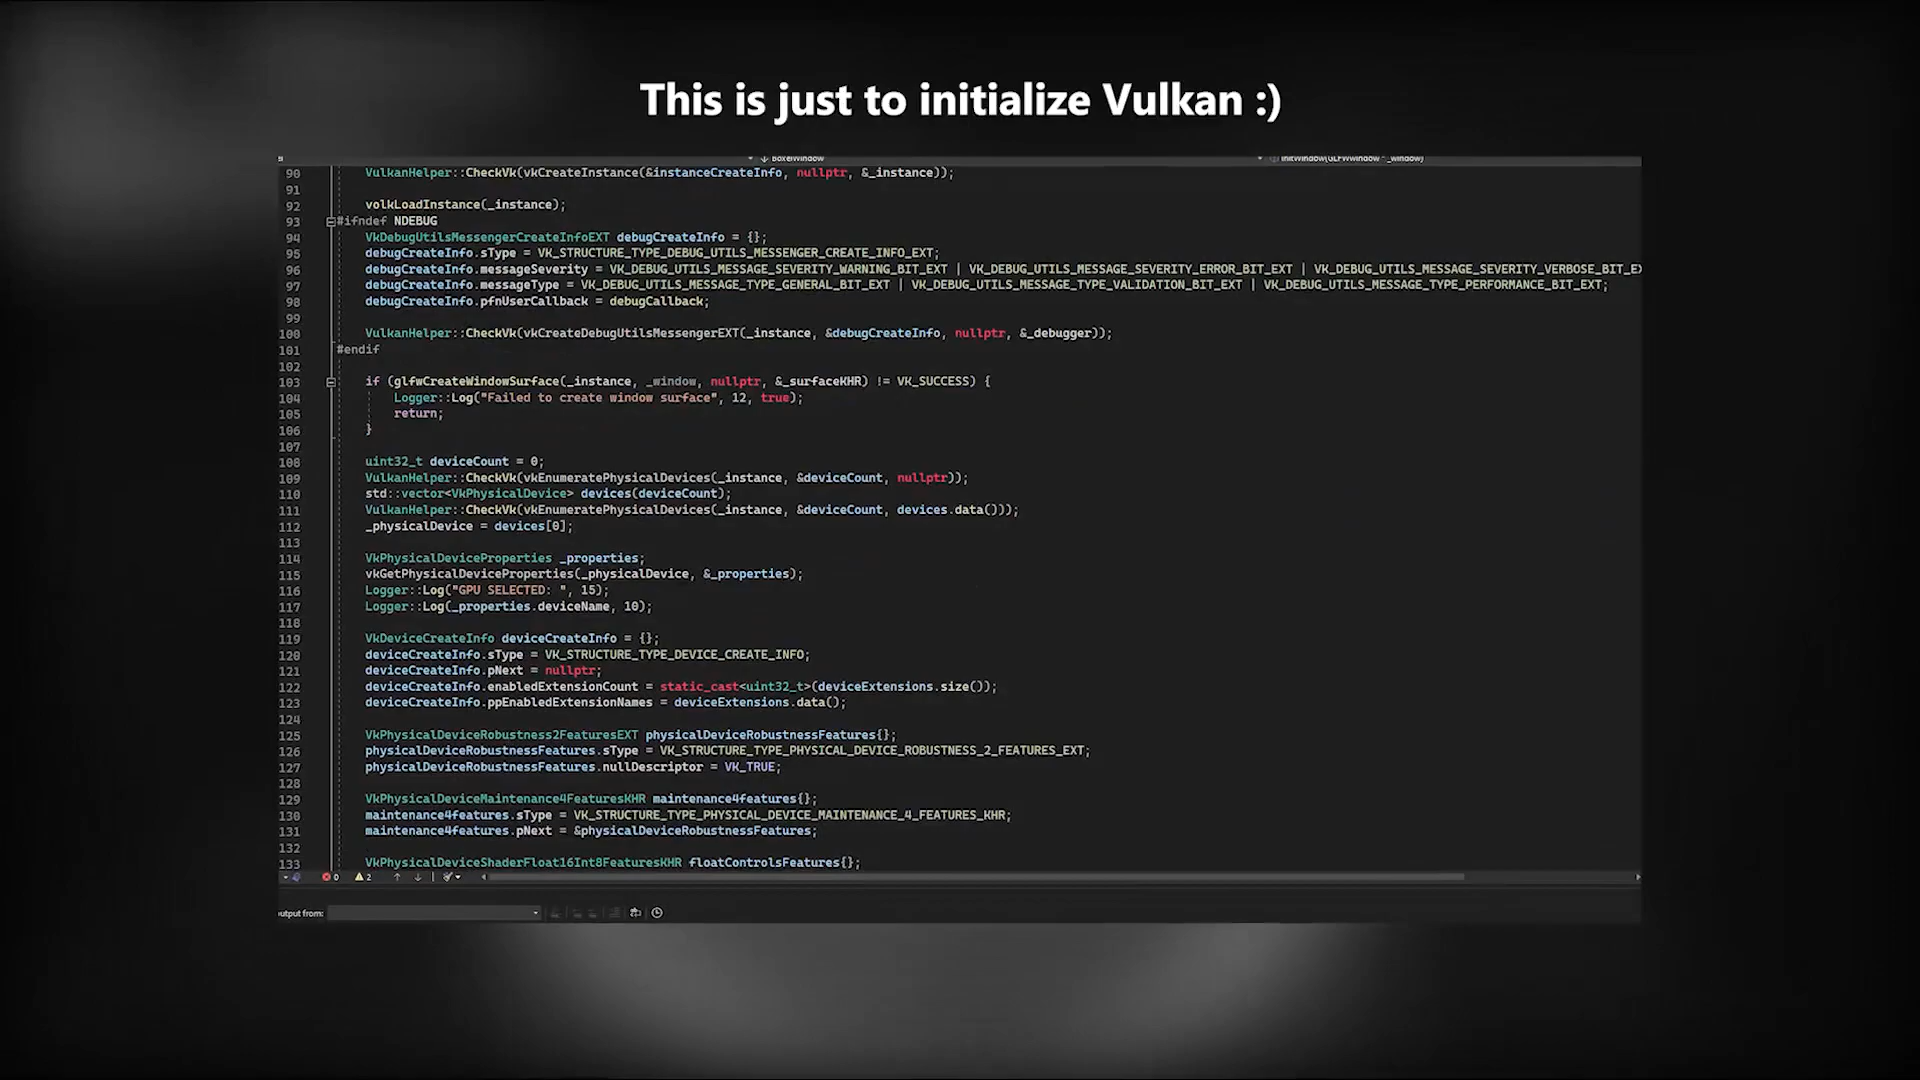 This is just to initialize Vulkan :)
BoxelWindow
InitWindow(GLFWwindow * _window)
90 VulkanHelper::CheckVk(vkCreateInstance(&instanceCreateInfo, nullptr, &_instance));
91
92 volkLoadInstance(_instance);
93 #ifndef NDEBUG
94 VkDebugUtilsMessengerCreateInfoEXT debugCreateInfo = {};
95 debugCreateInfo.sType = VK_STRUCTURE_TYPE_DEBUG_UTILS_MESSENGER_CREATE_INFO_EXT;
96 debugCreateInfo.messageSeverity = VK_DEBUG_UTILS_MESSAGE_SEVERITY_WARNING_BIT_EXT | VK_DEBUG_UTILS_MESSAGE_SEVERITY_ERROR_BIT_EXT | VK_DEBUG_UTILS_MESSAGE_SEVERITY_VERBOSE_BIT_EX
97 debugCreateInfo.messageType = VK_DEBUG_UTILS_MESSAGE_TYPE_GENERAL_BIT_EXT | VK_DEBUG_UTILS_MESSAGE_TYPE_VALIDATION_BIT_EXT | VK_DEBUG_UTILS_MESSAGE_TYPE_PERFORMANCE_BIT_EXT;
98 debugCreateInfo.pfnUserCallback = debugCallback;
99
100 VulkanHelper::CheckVk(vkCreateDebugUtilsMessengerEXT(_instance, &debugCreateInfo, nullptr, &_debugger));
101 #endif
102
103 if (glfwCreateWindowSurface(_instance, _window, nullptr, &_surfaceKHR) != VK_SUCCESS) {
104 Logger::Log("Failed to create window surface", 12, true);
105 return;
106 }
107
108 uint32_t deviceCount = 0;
109 VulkanHelper::CheckVk(vkEnumeratePhysicalDevices(_instance, &deviceCount, nullptr));
110 std::vector<VkPhysicalDevice> devices(deviceCount);
111 VulkanHelper::CheckVk(vkEnumeratePhysicalDevices(_instance, &deviceCount, devices.data()));
112 _physicalDevice = devices[0];
113
114 VkPhysicalDeviceProperties _properties;
115 vkGetPhysicalDeviceProperties(_physicalDevice, &_properties);
116 Logger::Log("GPU SELECTED: ", 15);
117 Logger::Log(_properties.deviceName, 10);
118
119 VkDeviceCreateInfo deviceCreateInfo = {};
120 deviceCreateInfo.sType = VK_STRUCTURE_TYPE_DEVICE_CREATE_INFO;
121 deviceCreateInfo.pNext = nullptr;
122 deviceCreateInfo.enabledExtensionCount = static_cast<uint32_t>(deviceExtensions.size());
123 deviceCreateInfo.ppEnabledExtensionNames = deviceExtensions.data();
124
125 VkPhysicalDeviceRobustness2FeaturesEXT physicalDeviceRobustnessFeatures{};
126 physicalDeviceRobustnessFeatures.sType = VK_STRUCTURE_TYPE_PHYSICAL_DEVICE_ROBUSTNESS_2_FEATURES_EXT;
127 physicalDeviceRobustnessFeatures.nullDescriptor = VK_TRUE;
128
129 VkPhysicalDeviceMaintenance4FeaturesKHR maintenance4features{};
130 maintenance4features.sType = VK_STRUCTURE_TYPE_PHYSICAL_DEVICE_MAINTENANCE_4_FEATURES_KHR;
131 maintenance4features.pNext = &physicalDeviceRobustnessFeatures;
132
133 VkPhysicalDeviceShaderFloat16Int8FeaturesKHR floatControlsFeatures{};
0 2
utput from: